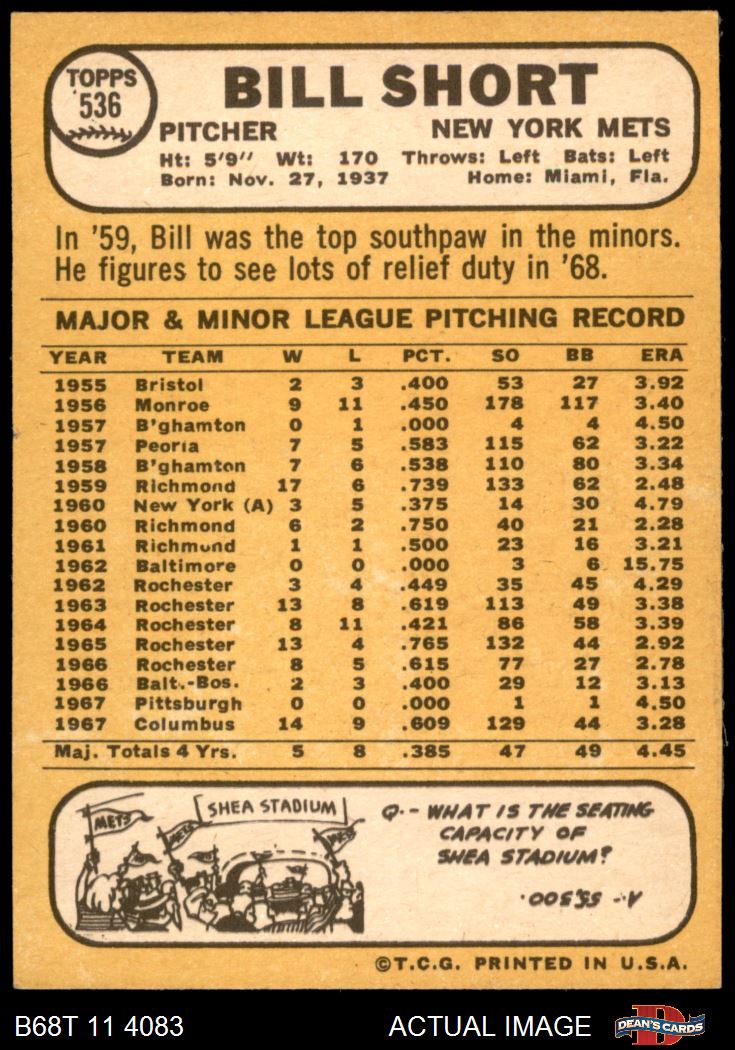 TOPPS
536
BILL SHORT
PITCHER NEW YORK METS
Ht: 5'9" Wt: 170 Throws: Left Bats: Left
Born: Nov. 27, 1937 Home: Miami, Fla.
In '59, Bill was the top southpaw in the minors.
He figures to see lots of relief duty in '68.
MAJOR & MINOR LEAGUE PITCHING RECORD
YEAR TEAM W L PCT. SO BB ERA
1955 Bristol 2 3 .400 53 27 3.92
1956 Monroe 9 11 .450 178 117 3.40
1957 B'ghamton 0 1 .000 4 4 4.50
1957 Peoria 7 5 .583 115 62 3.22
1958 B'ghamton 7 6 .538 110 80 3.34
1959 Richmond 17 6 .739 133 62 2.48
1960 New York (A) 3 5 .375 14 30 4.79
1960 Richmond 6 2 .750 40 21 2.28
1961 Richmond 1 1 .500 23 16 3.21
1962 Baltimore 0 0 .000 3 6 15.75
1962 Rochester 3 4 .449 35 45 4.29
1963 Rochester 13 8 .619 113 49 3.38
1964 Rochester 8 11 .421 86 58 3.39
1965 Rochester 13 4 .765 132 44 2.92
1966 Rochester 8 5 .615 77 27 2.78
1966 Balt.-Bos. 2 3 .400 29 12 3.13
1967 Pittsburgh 0 0 .000 1 1 4.50
1967 Columbus 14 9 .609 129 44 3.28
Maj. Totals 4 Yrs. 5 8 .385 47 49 4.45
METS
METS
METS
SHEA STADIUM
Q.- WHAT IS THE SEATING
CAPACITY OF
SHEA STADIUM?
A- 55,300.
©T.C.G. PRINTED IN U.S.A.
B68T 11 4083 ACTUAL IMAGE
D
DEAN'S CARDS